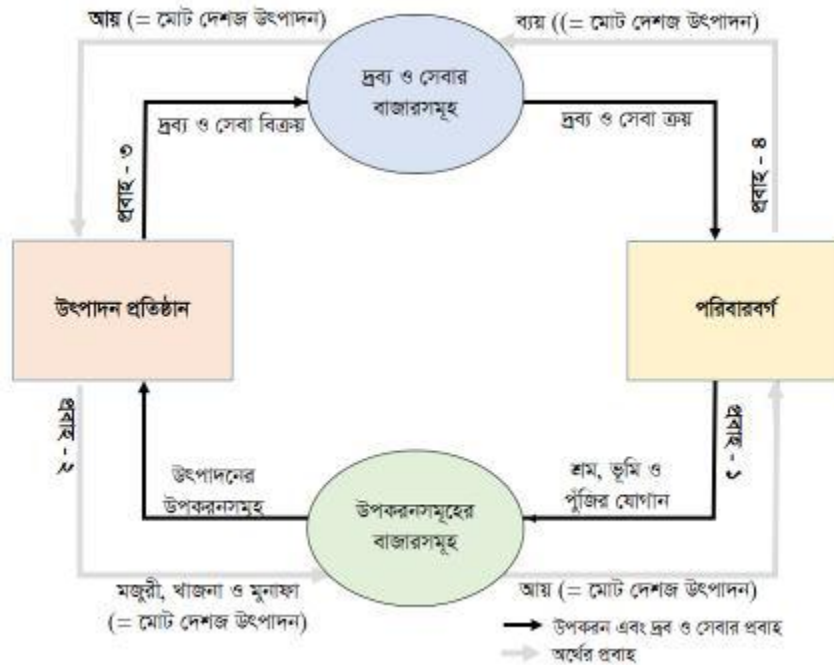 আয় (= মোট দেশজ উৎপাদন)
ব্যয় ((= মোট দেশজ উৎপাদন)
দ্রব্য ও সেবার
বাজারসমূহ
দ্রব্য ও সেবা বিক্রয়
দ্রব্য ও সেবা ক্রয়
প্রবাহ - ৩
প্রবাহ - ৪
উৎপাদন প্রতিষ্ঠান
পরিবারবর্গ
প্রবাহ - ২
প্রবাহ - ১
উৎপাদনের
উপকরনসমূহ
শ্রম, ভূমি ও
পুঁজির যোগান
উপকরনসমূহের
বাজারসমূহ
মজুরী, খাজনা ও মুনাফা
(= মোট দেশজ উৎপাদন)
আয় (= মোট দেশজ উৎপাদন)
উপকরন এবং দ্রব ও সেবার প্রবাহ
অর্থের প্রবাহ